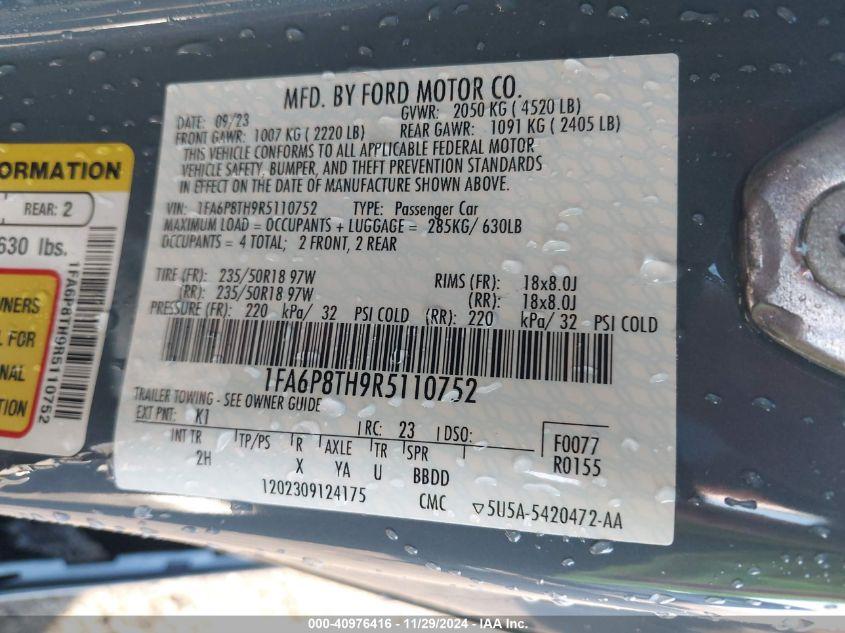 MFD. BY FORD MOTOR CO.
DATE: 09/23 GVWR: 2050 KG ( 4520 LB)
FRONT GAWR: 1007 KG ( 2220 LB) REAR GAWR: 1091 KG ( 2405 LB)
THIS VEHICLE CONFORMS TO ALL APPLICABLE FEDERAL MOTOR
VEHICLE SAFETY, BUMPER, AND THEFT PREVENTION STANDARDS
IN EFFECT ON THE DATE OF MANUFACTURE SHOWN ABOVE.
VIN: 1FA6P8TH9R5110752 TYPE: Passenger Car
MAXIMUM LOAD = OCCUPANTS + LUGGAGE = 285KG/ 630LB
OCCUPANTS = 4 TOTAL; 2 FRONT, 2 REAR
TIRE (FR): 235/50R18 97W RIMS (FR): 18x8.0J
(RR): 235/50R18 97W (RR): 18x8.0J
PRESSURE (FR): 220 kPa/ 32 PSI COLD (RR): 220 kPa/ 32 PSI COLD
1FA6P8TH9R5110752
TRAILER TOWING - SEE OWNER GUIDE
EXT PNT: K1 RC: 23 DSO: F0077
R0155
INT TR TP/PS R AXLE TR SPR
2H X YA U BBDD
1202309124175 CMC ▽5U5A-5420472-AA
ORMATION
REAR: 2
630 lbs.
1FA6P8TH9R5110752
WNERS
L FOR
NAL
N
000-40976416 - 11/29/2024 - IAA Inc.